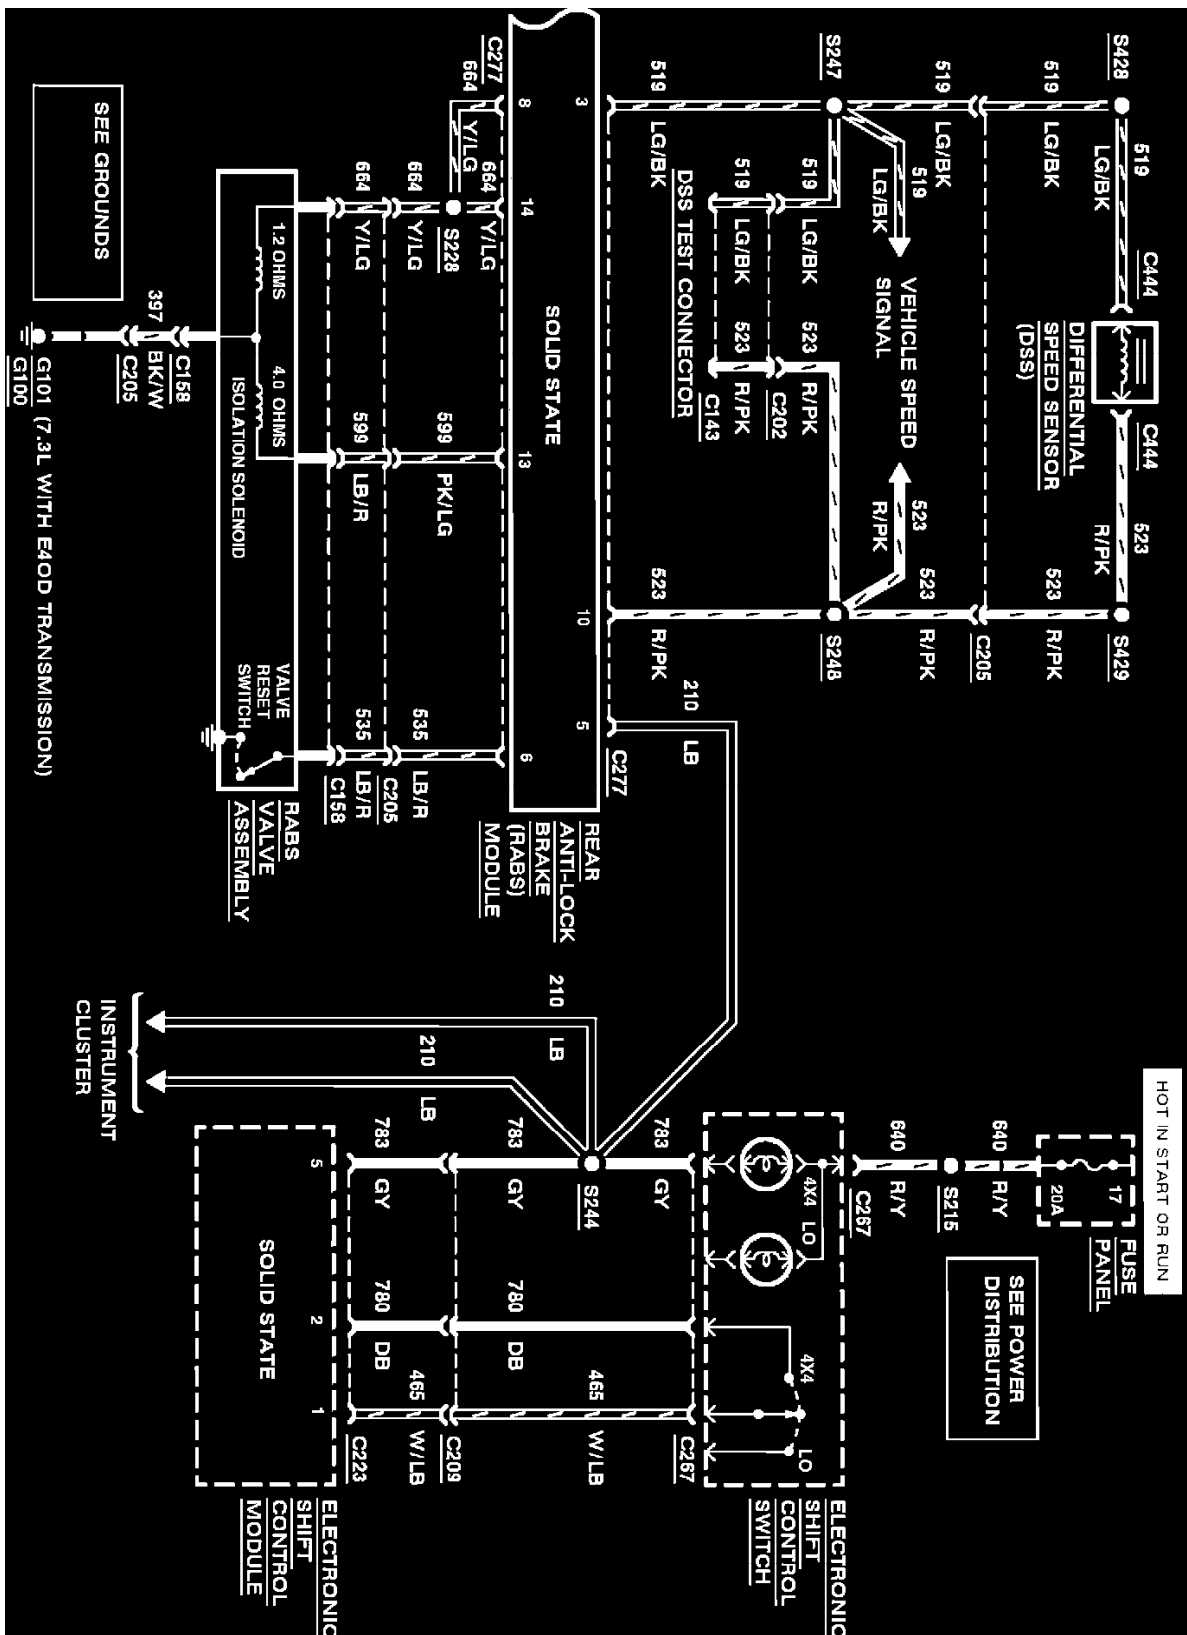 HOT IN START OR RUN
S428
519
LG/BK
C444
C444
523
R/PK
S429
DIFFERENTIAL
SPEED SENSOR
(DSS)
17
20A
FUSE
PANEL
519
LG/BK
523
R/PK
640
R/Y
S215
SEE POWER
DISTRIBUTION
C205
519
LG/BK
523
R/PK
519
LG/BK
VEHICLE SPEED
SIGNAL
523
R/PK
640
R/Y
C267
S247
S248
519
LG/BK
523
R/PK
C202
519
LG/BK
523
R/PK
C143
DSS TEST CONNECTOR
4X4
LO
4X4
LO
ELECTRONIC
SHIFT
CONTROL
SWITCH
519
LG/BK
523
R/PK
210
LB
C277
783
GY
C267
3
10
5
SOLID STATE
8
14
13
6
REAR
ANTI-LOCK
BRAKE
(RABS)
MODULE
S244
465
W/LB
C277
664
Y/LG
664
Y/LG
S228
210
LB
783
GY
780
DB
664
Y/LG
599
PK/LG
535
LB/R
C205
210
LB
C209
664
Y/LG
599
LB/R
535
LB/R
C158
783
GY
780
DB
465
W/LB
C223
1.2 OHMS
4.0 OHMS
ISOLATION SOLENOID
VALVE
RESET
SWITCH
RABS
VALVE
ASSEMBLY
5
2
1
SOLID STATE
ELECTRONIC
SHIFT
CONTROL
MODULE
C158
397
BK/W
C205
SEE GROUNDS
INSTRUMENT
CLUSTER
G101 (7.3L WITH E4OD TRANSMISSION)
G100